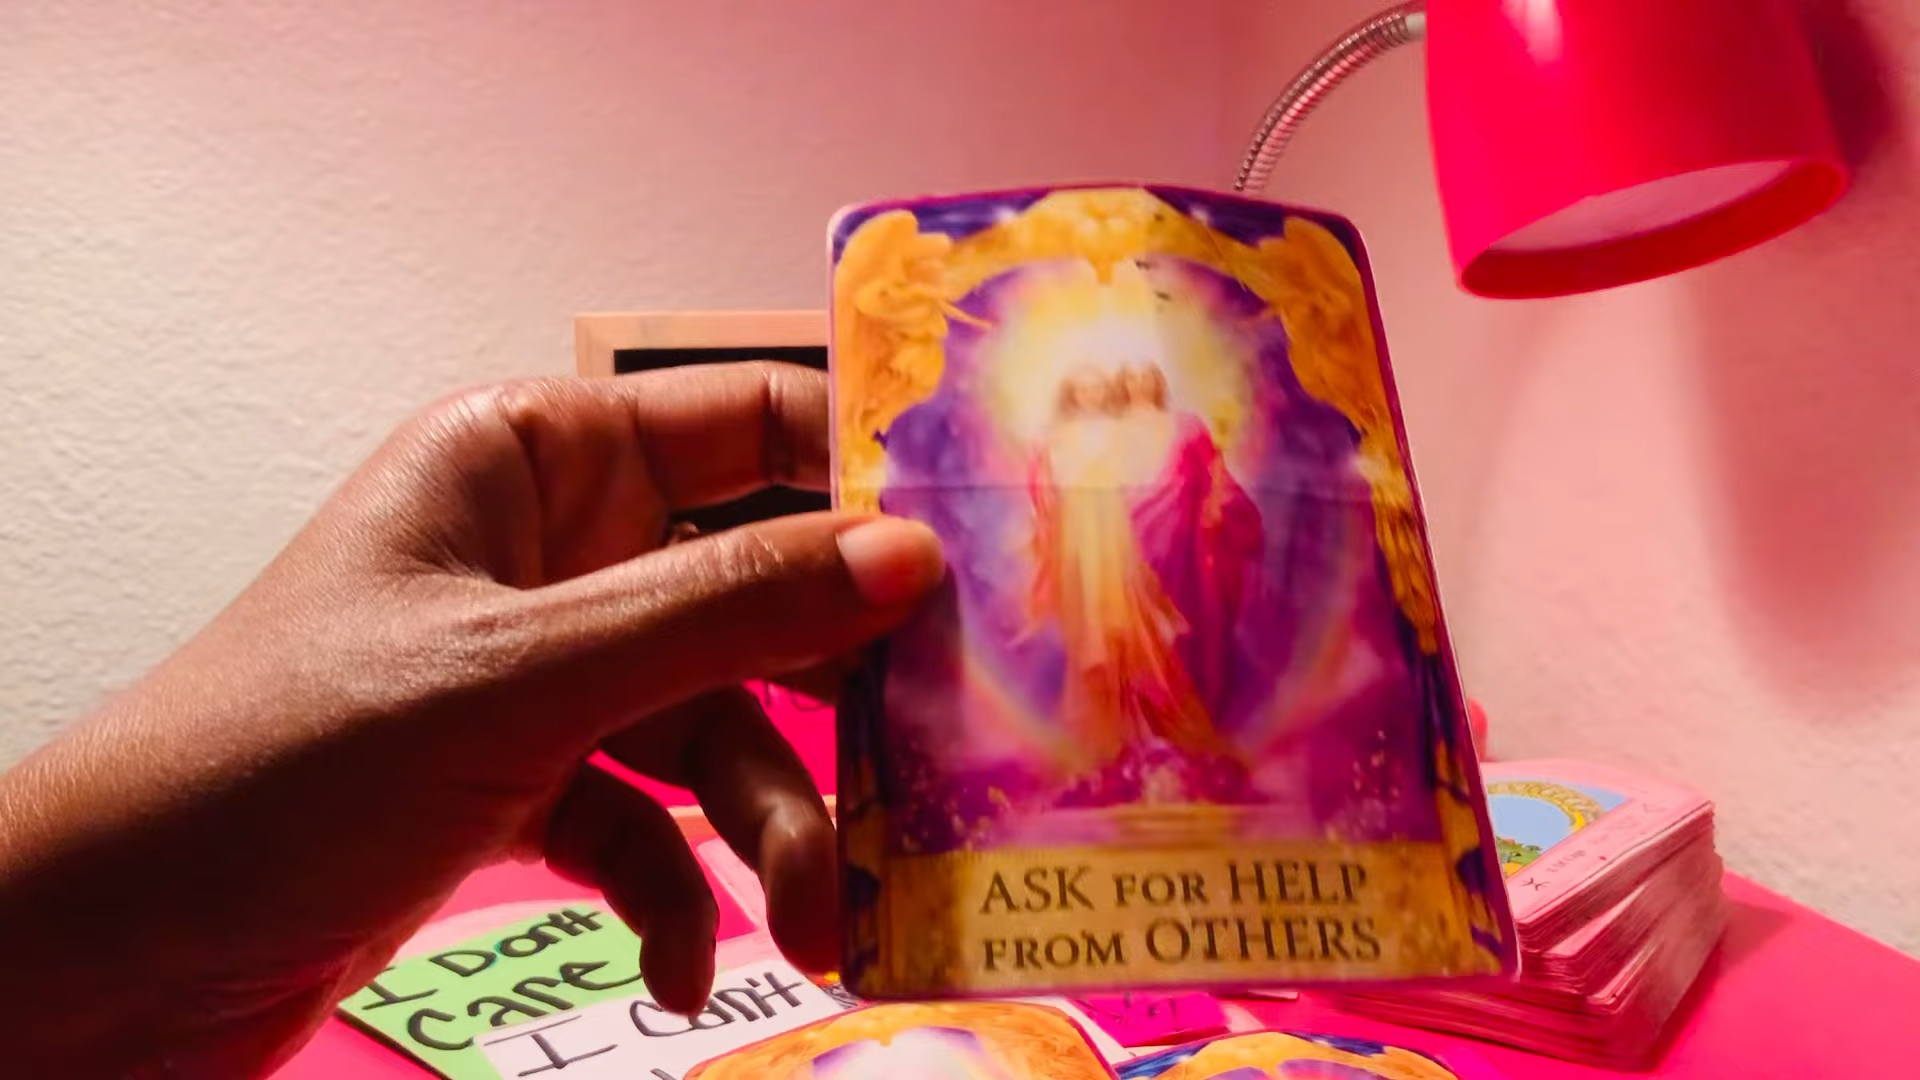 ASK FOR HELP
FROM OTHERS
I Don't
Care
I Can't